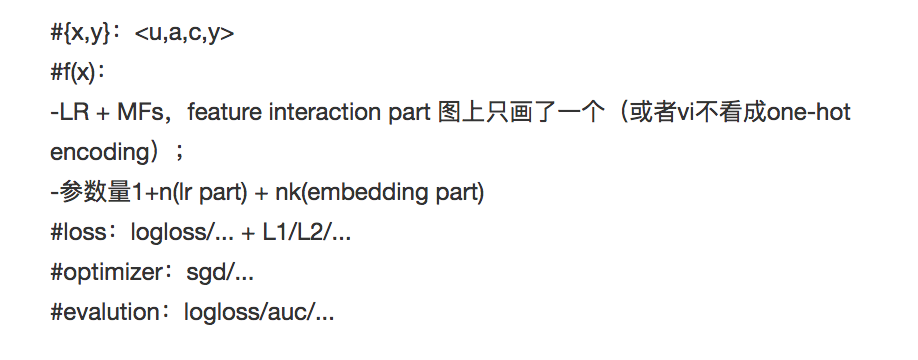 #{x,y}：<u,a,c,y>
#f(x)：
-LR + MFs，feature interaction part 图上只画了一个（或者vi不看成one-hot
encoding）；
-参数量1+n(lr part) + nk(embedding part)
#loss：logloss/... + L1/L2/...
#optimizer：sgd/...
#evalution：logloss/auc/...